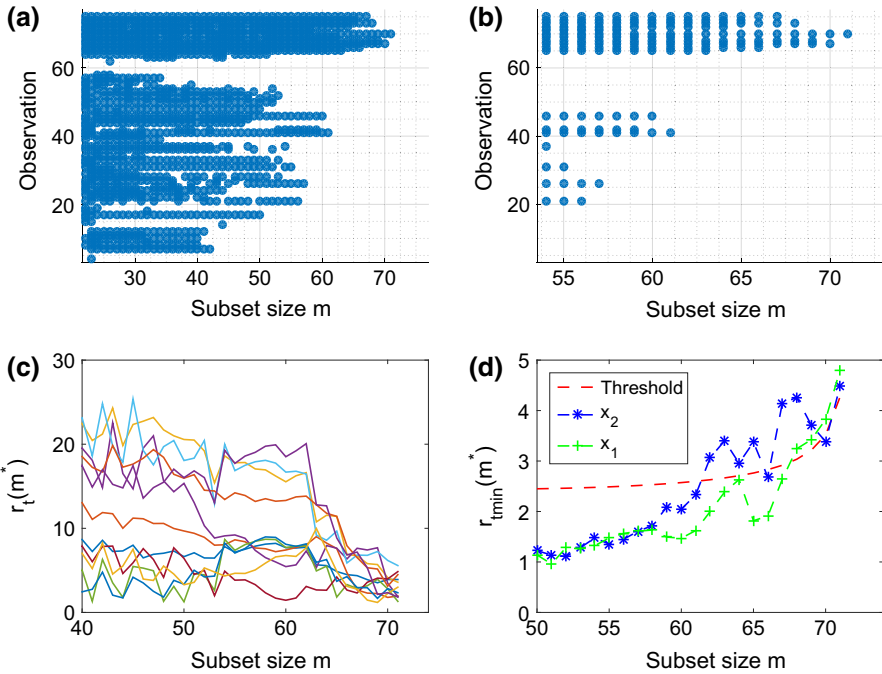 (a)
Observation
60
40
20
30
40
50
60
70
Subset size m
(b)
Observation
60
40
20
55
60
65
70
Subset size m
(c)
r_t(m*)
30
20
10
0
40
50
60
70
Subset size m
(d)
r_tmin(m*)
5
4
3
2
1
0
50
55
60
65
70
Threshold
x_2
x_1
Subset size m